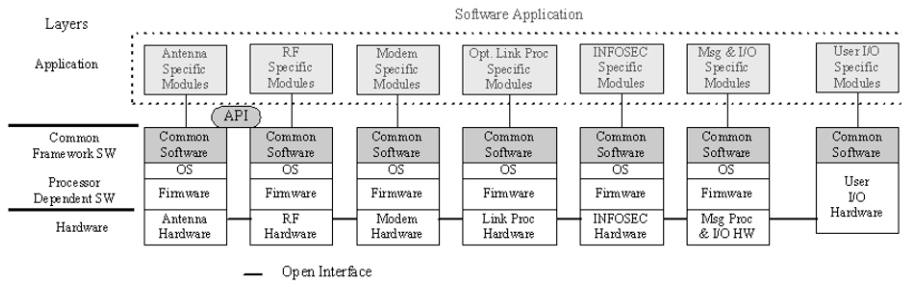 Software Application
Layers
Application
Antenna
Specific
Modules
RF
Specific
Modules
Modem
Specific
Modules
Opt. Link Proc
Specific
Modules
INFOSEC
Specific
Modules
Msg & I/O
Specific
Modules
User I/O
Specific
Modules
API
Common
Framework SW
Common
Software
Common
Software
Common
Software
Common
Software
Common
Software
Common
Software
Common
Software
OS
OS
OS
OS
OS
OS
Processor
Dependent SW
Firmware
Firmware
Firmware
Firmware
Firmware
Firmware
User
I/O
Hardware
Hardware
Antenna
Hardware
RF
Hardware
Modem
Hardware
Link Proc
Hardware
INFOSEC
Hardware
Msg Proc
& I/O HW
Open Interface